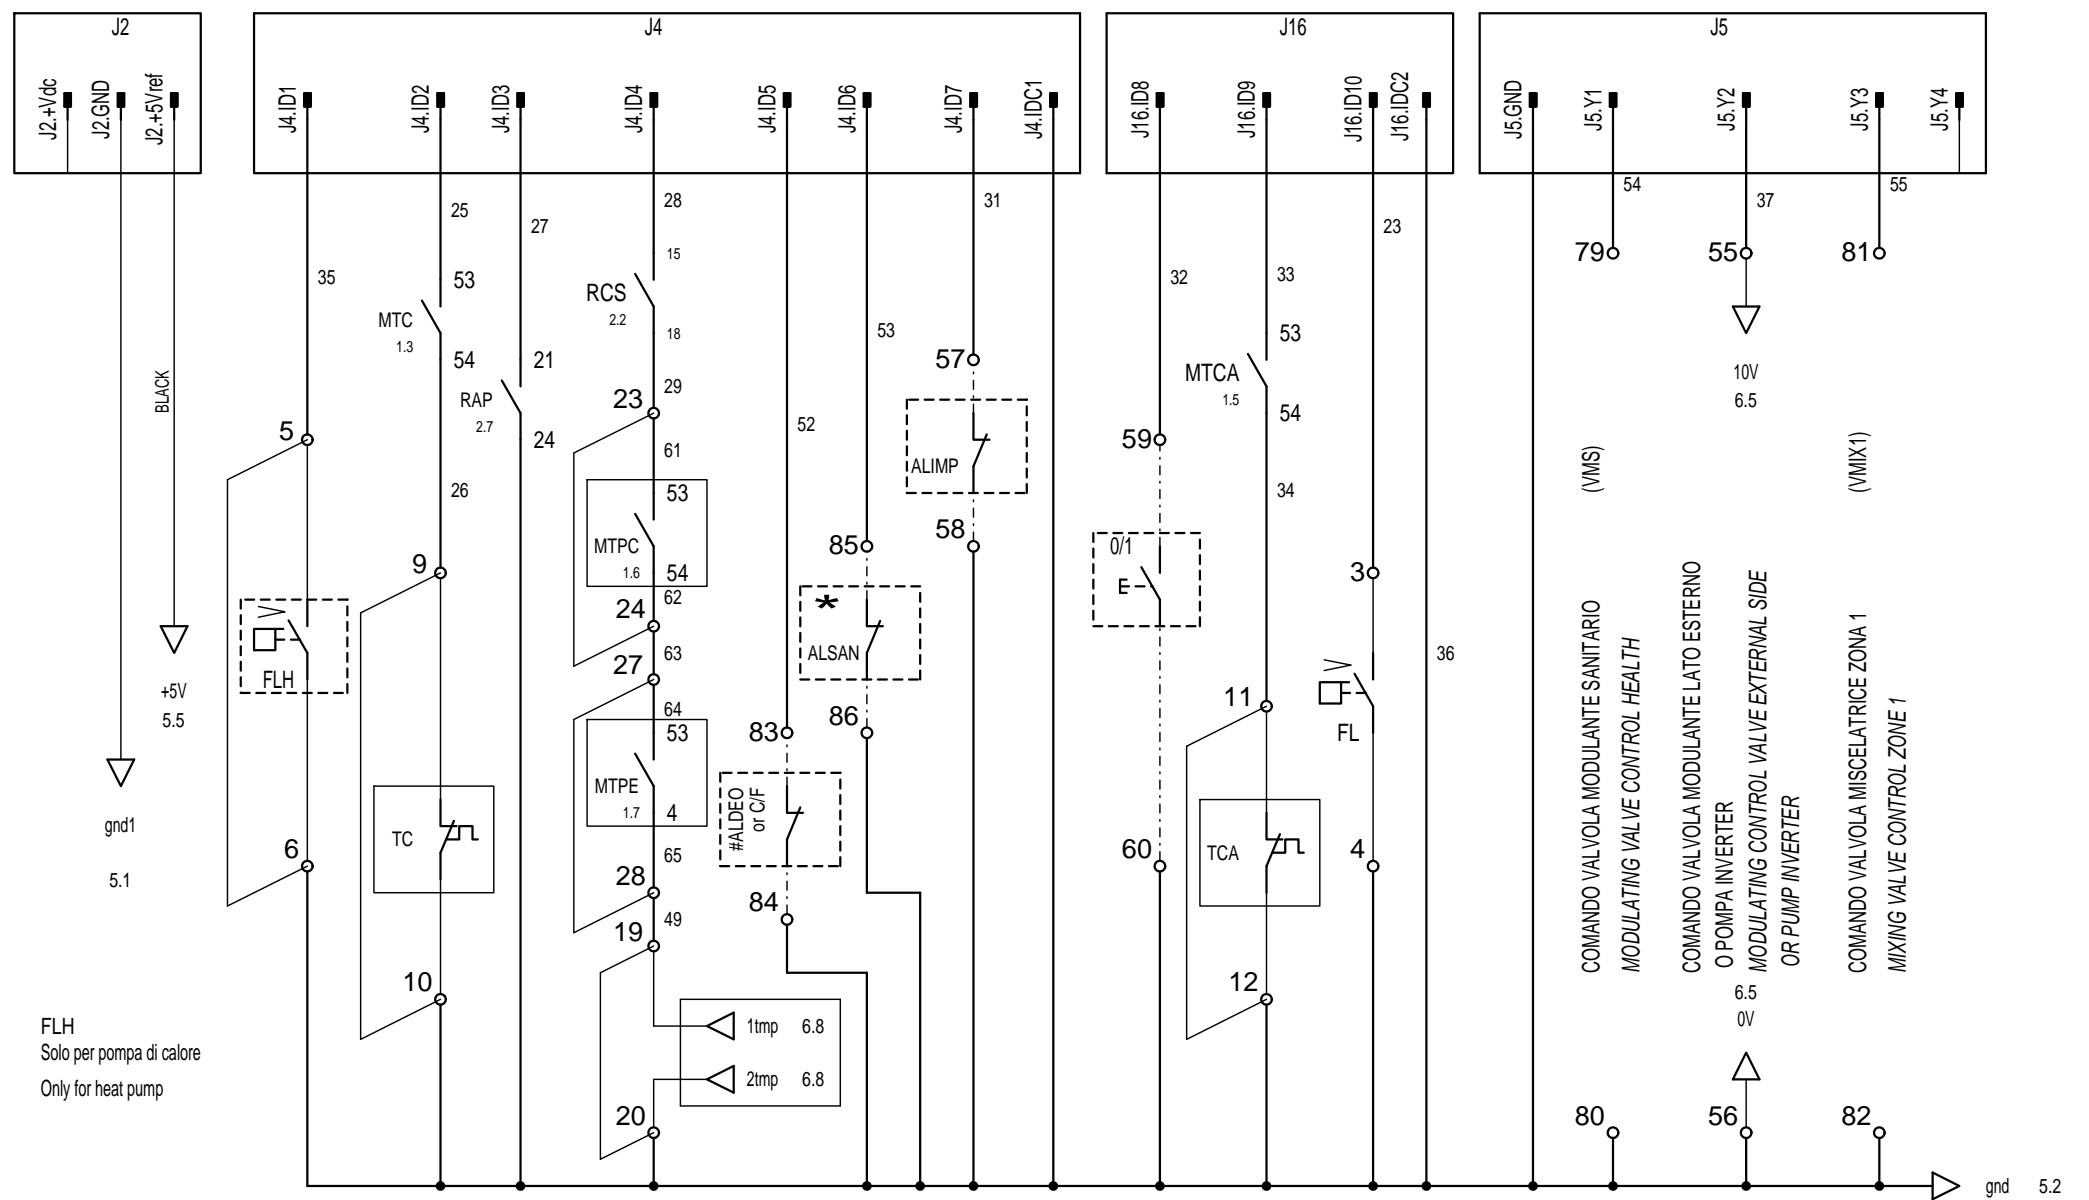 J2
J4
J16
J5
J2.+Vdc
J2.GND
J2.+5Vref
J4.ID1
J4.ID2
J4.ID3
J4.ID4
J4.ID5
J4.ID6
J4.ID7
J4.IDC1
J16.ID8
J16.ID9
J16.ID10
J16.IDC2
J5.GND
J5.Y1
J5.Y2
J5.Y3
J5.Y4
BLACK
+5V
5.5
gnd1
5.1
35
5
FLH
6
25
53
MTC
1.3
54
26
9
TC
10
27
21
RAP
2.7
24
28
15
RCS
2.2
18
29
23
61
53
MTPC
1.6
54
62
24
63
27
64
53
MTPE
1.7
4
65
28
49
19
1tmp 6.8
2tmp 6.8
20
52
83
#ALDEO
or C/F
84
53
85
*
ALSAN
86
31
57
ALIMP
58
32
59
0/1
E
60
33
53
MTCA
1.5
54
34
11
TCA
12
23
3
FL
4
36
54
79
(VMS)
COMANDO VALVOLA MODULANTE SANITARIO
MODULATING VALVE CONTROL HEALTH
80
37
55
10V
6.5
COMANDO VALVOLA MODULANTE LATO ESTERNO
O POMPA INVERTER
MODULATING CONTROL VALVE EXTERNAL SIDE
OR PUMP INVERTER
6.5
0V
56
55
81
(VMIX1)
COMANDO VALVOLA MISCELATRICE ZONA 1
MIXING VALVE CONTROL ZONE 1
82
gnd 5.2
FLH
Solo per pompa di calore
Only for heat pump